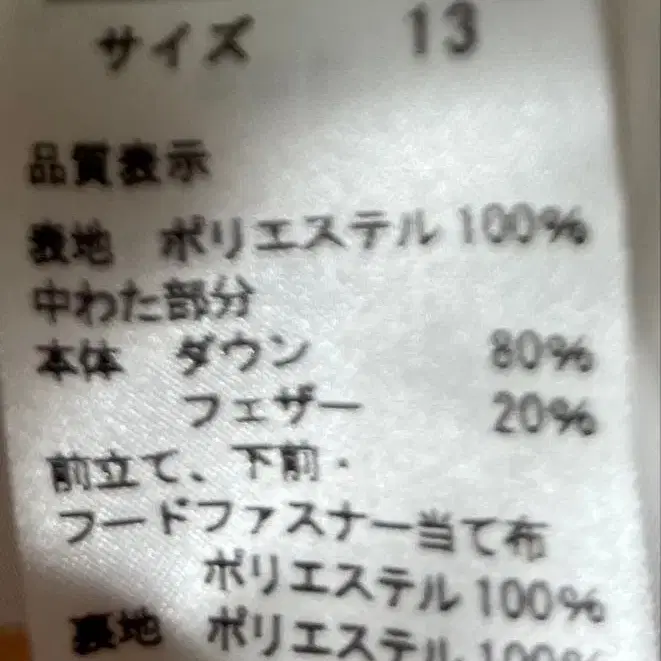 サイズ 13
品質表示
表地 ポリエステル 100%
中わた部分
本体 ダウン 80%
フェザー 20%
前立て、下前・
フードファスナー当て布
ポリエステル 100%
裏地 ポリエステル 100%